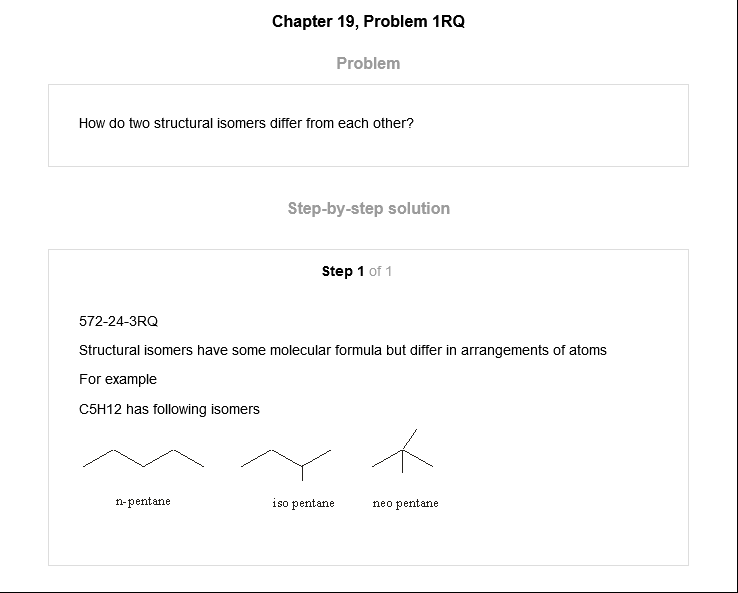 Chapter 19, Problem 1RQ
Problem
How do two structural isomers differ from each other?
Step-by-step solution
Step 1 of 1
572-24-3RQ
Structural isomers have some molecular formula but differ in arrangements of atoms
For example
C5H12 has following isomers
n-pentane iso pentane neo pentane